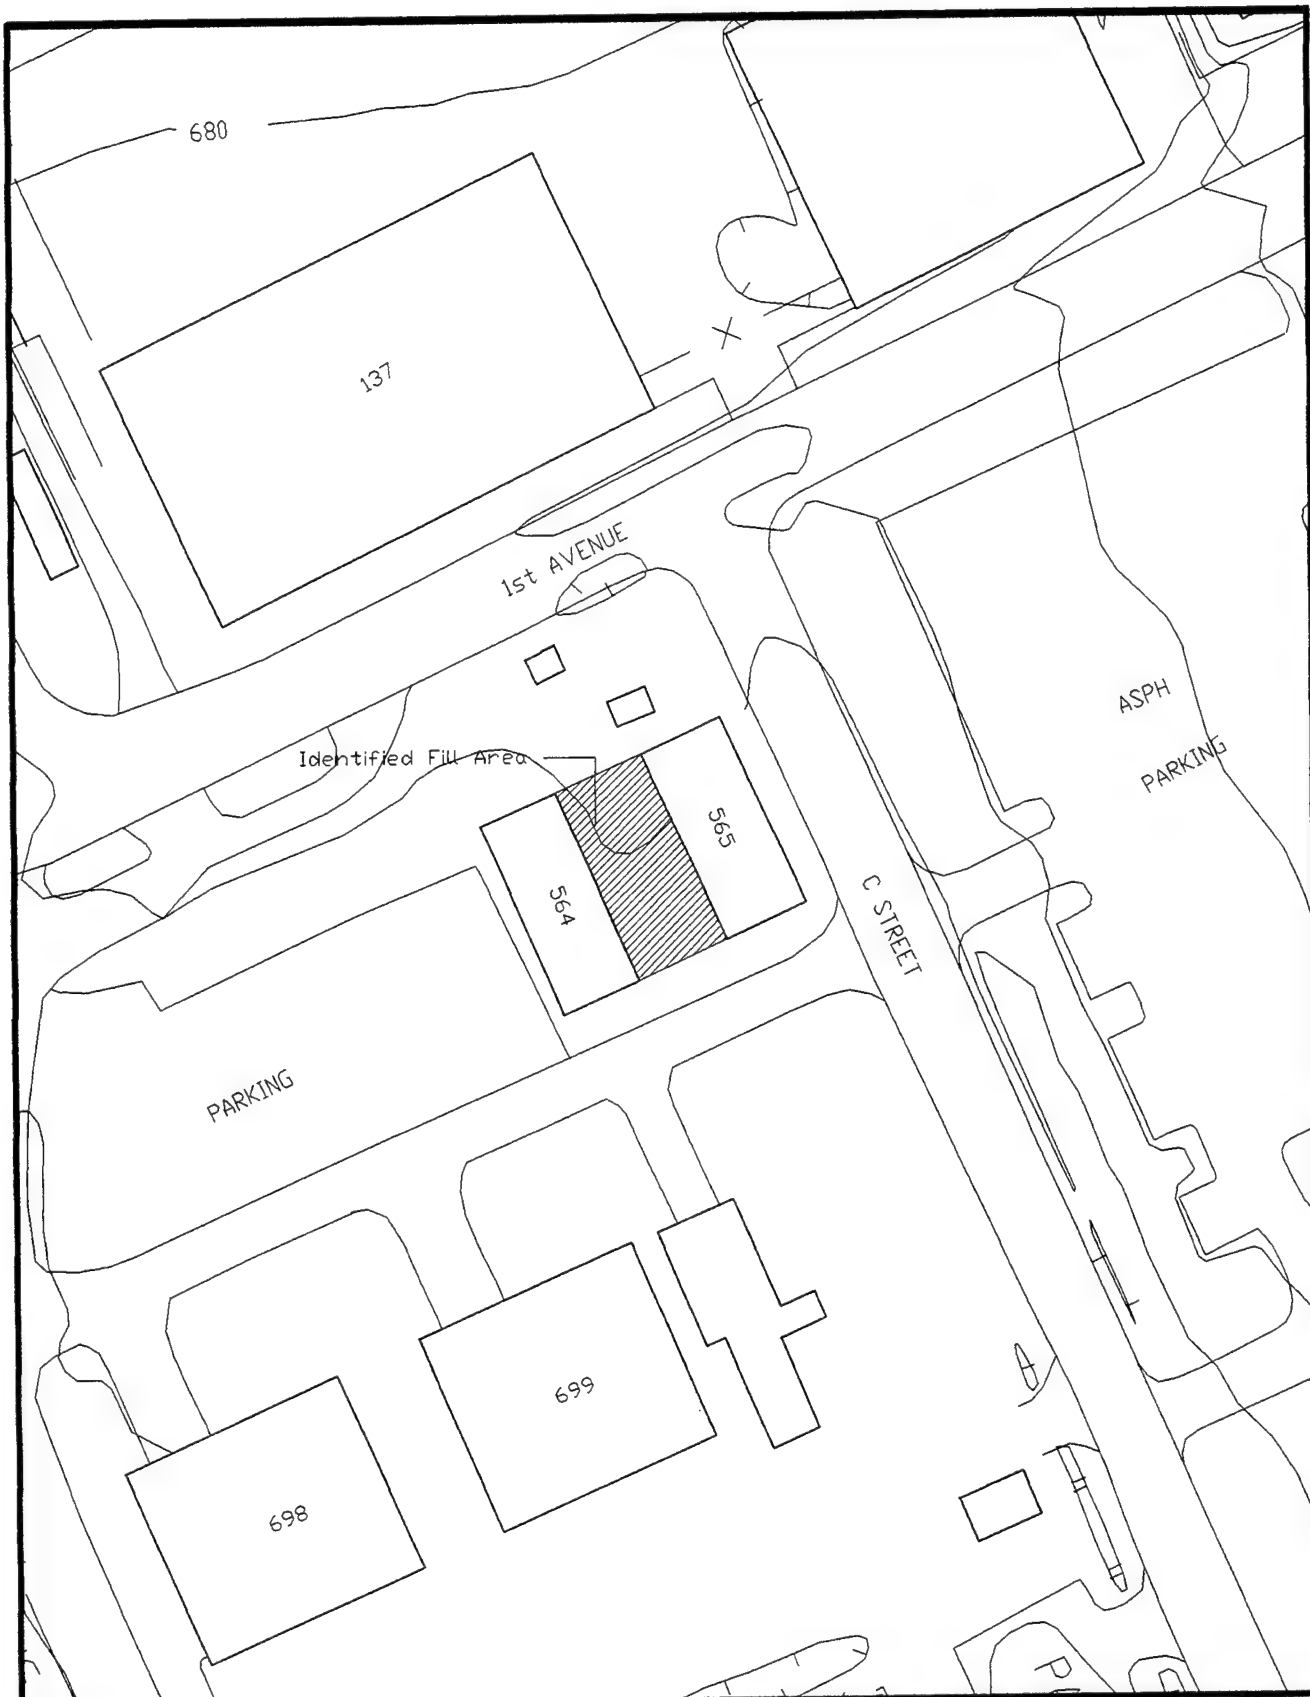 680
137
1st AVENUE
ASPH
PARKING
Identified Fill Area
565
564
C STREET
PARKING
699
698